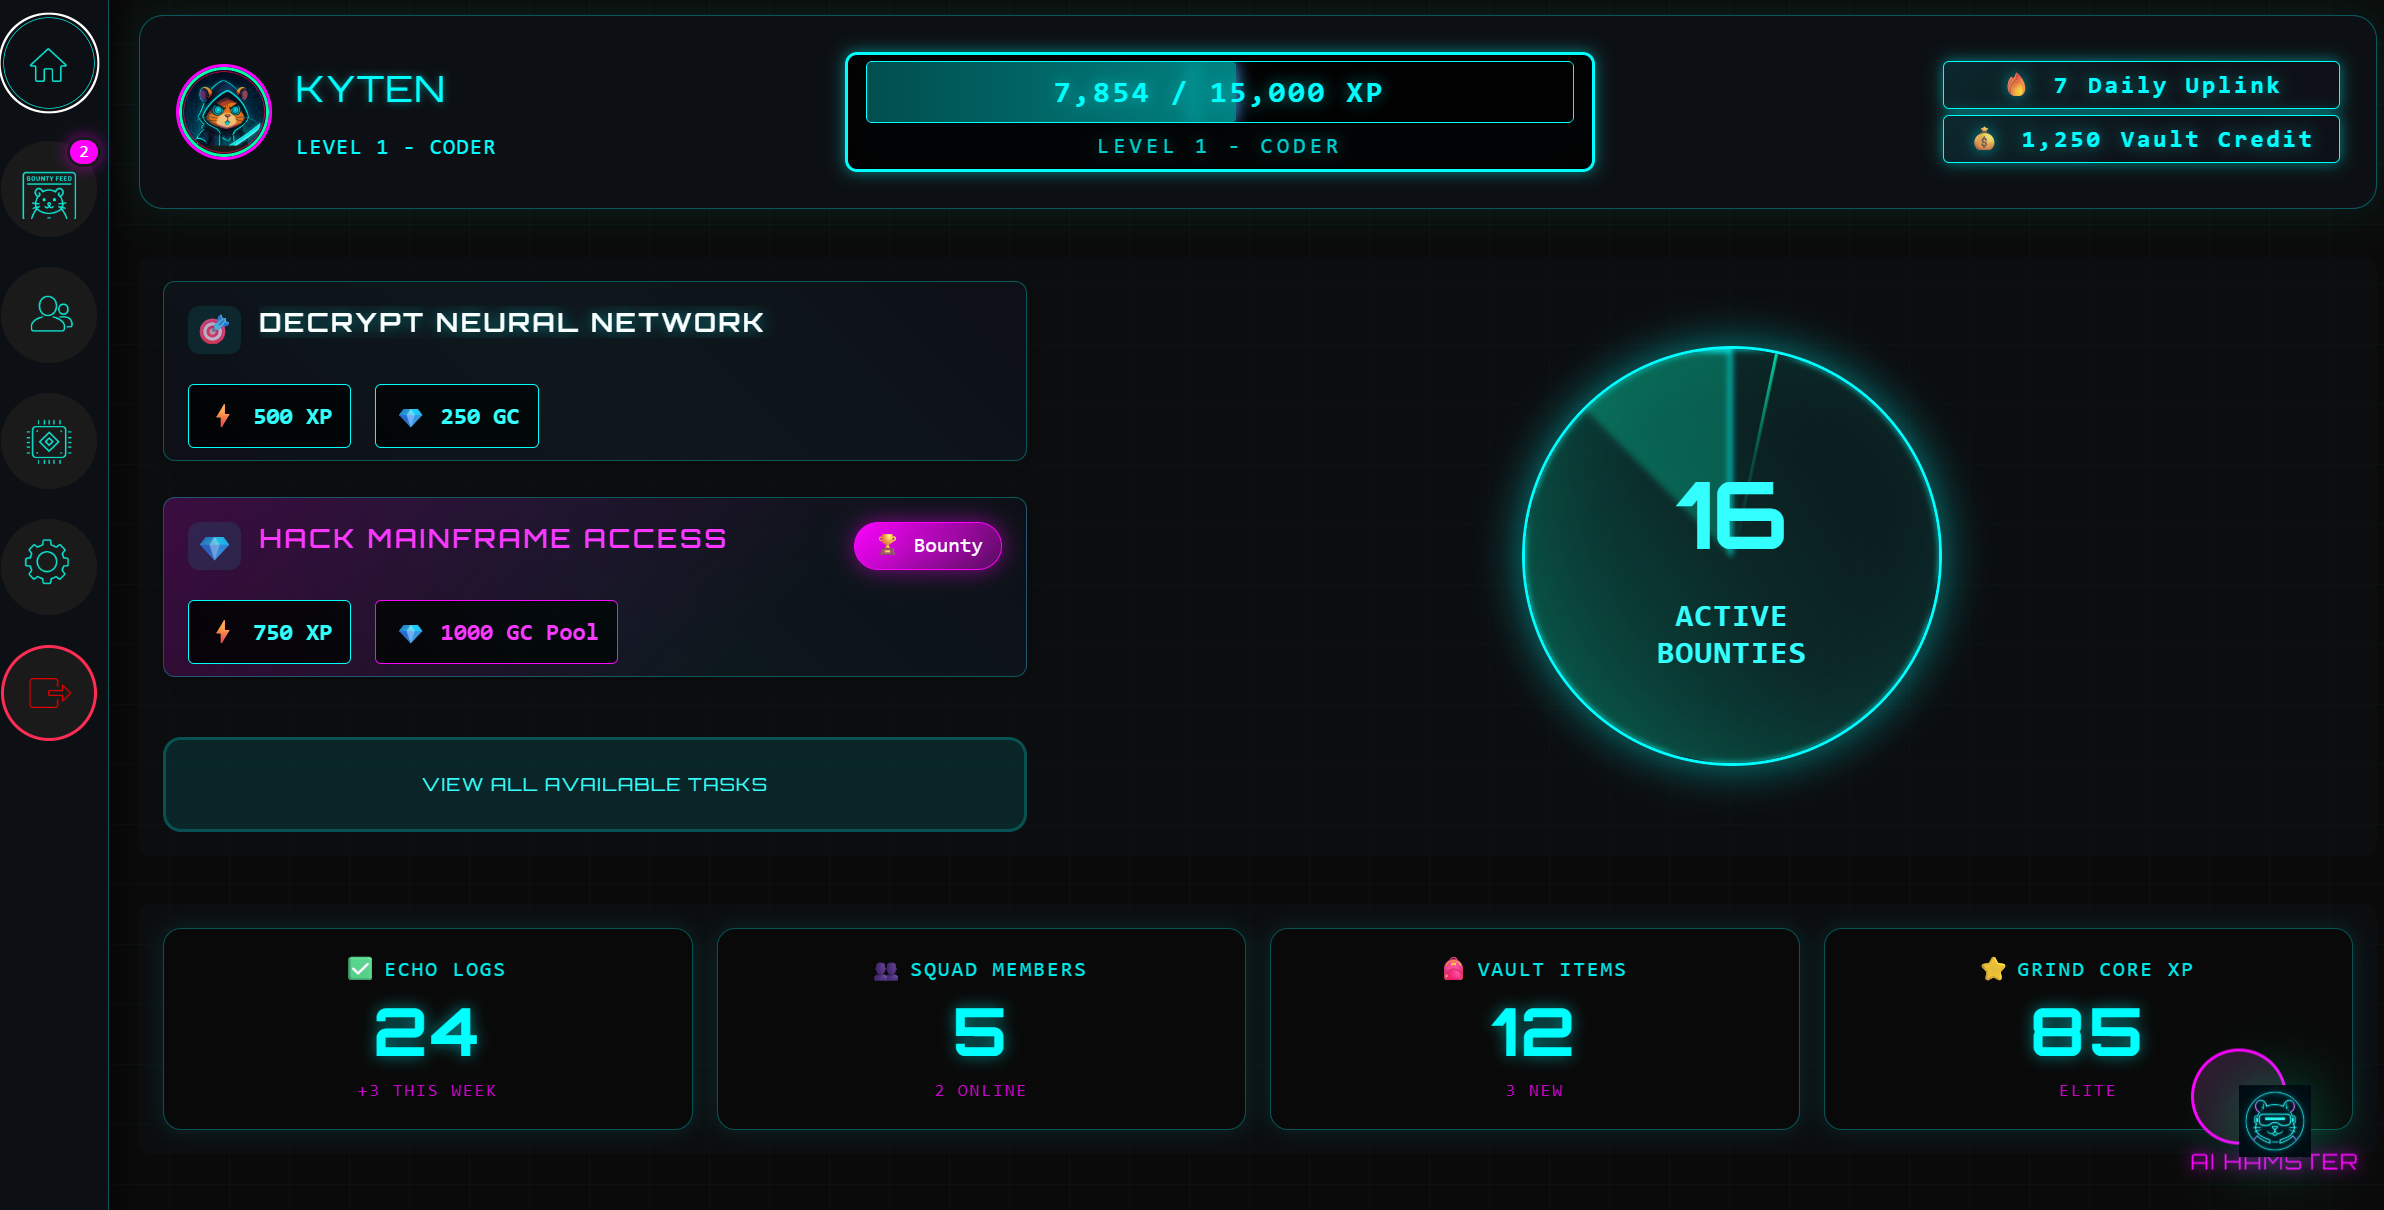 KYTEN
LEVEL 1 - CODER
7,854 / 15,000 XP
LEVEL 1 - CODER
7 Daily Uplink
1,250 Vault Credit
2
BOUNTY FEED
DECRYPT NEURAL NETWORK
500 XP
250 GC
HACK MAINFRAME ACCESS
Bounty
750 XP
1000 GC Pool
VIEW ALL AVAILABLE TASKS
16
ACTIVE
BOUNTIES
ECHO LOGS
24
+3 THIS WEEK
SQUAD MEMBERS
5
2 ONLINE
VAULT ITEMS
12
3 NEW
GRIND CORE XP
85
ELITE
AI HAMSTER